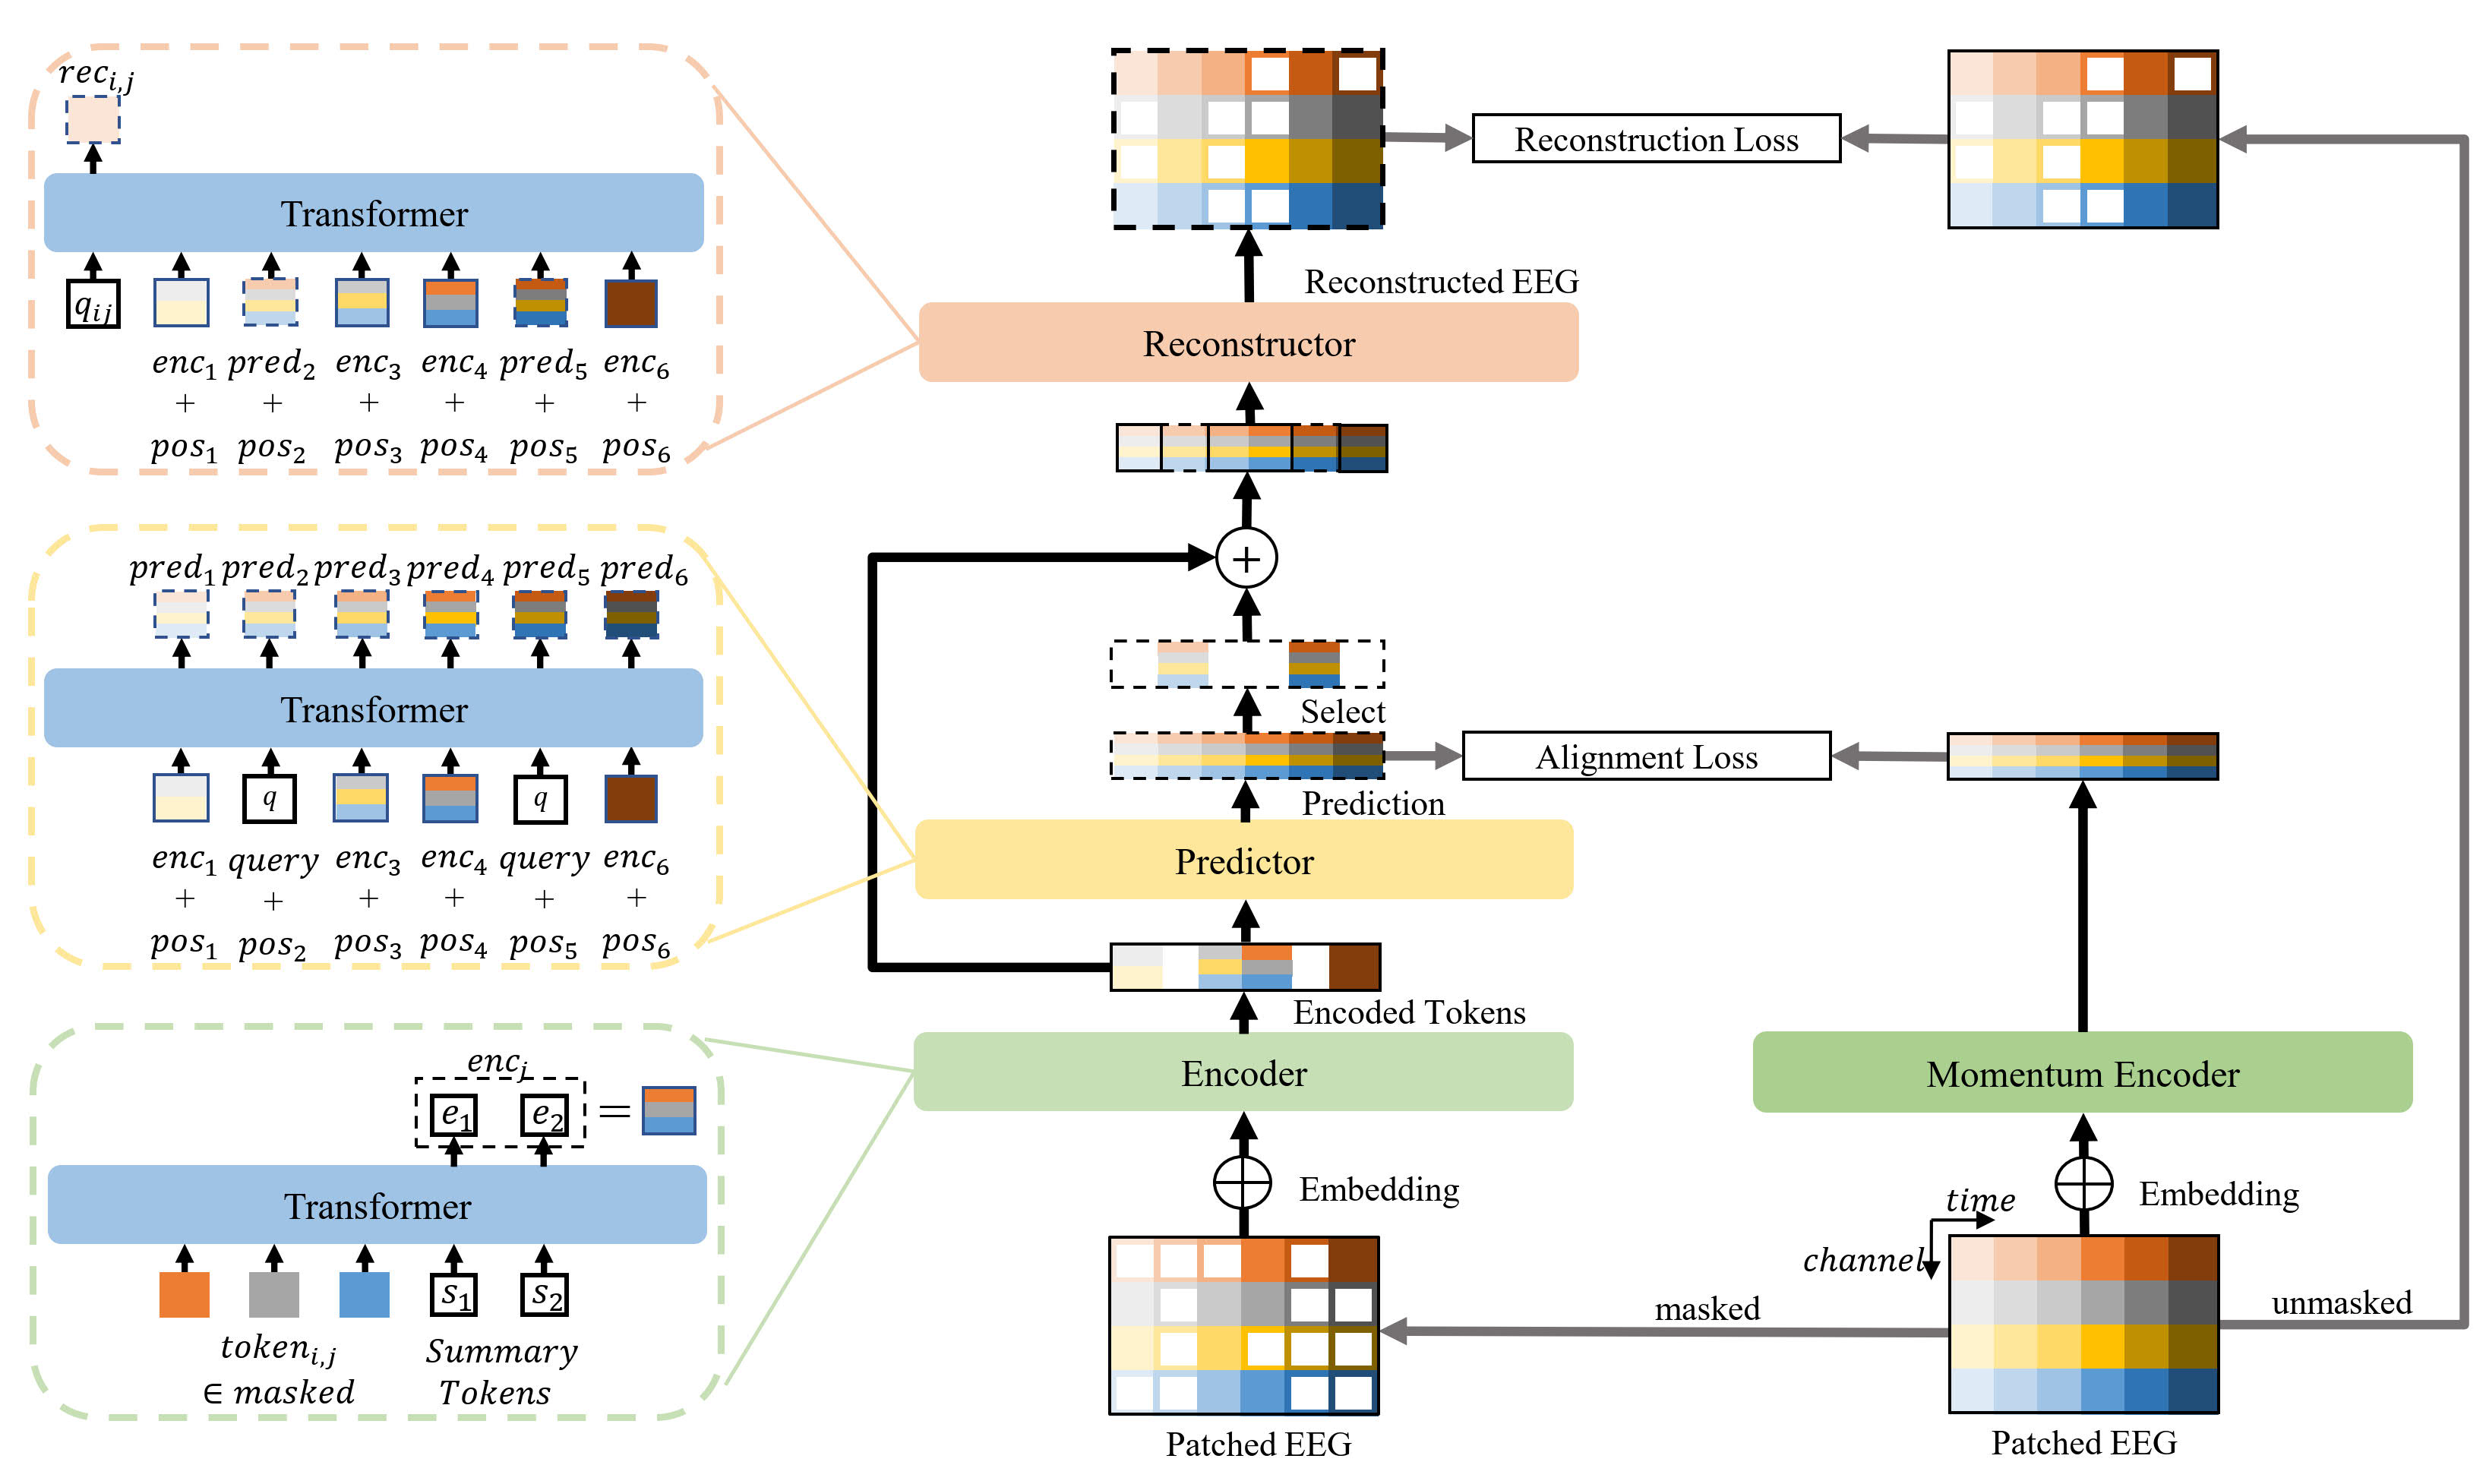 rec_{i,j}
Transformer
q_{ij}
enc_1 pred_2 enc_3 enc_4 pred_5 enc_6
+ + + + + +
pos_1 pos_2 pos_3 pos_4 pos_5 pos_6
pred_1 pred_2 pred_3 pred_4 pred_5 pred_6
Transformer
q q
enc_1 query enc_3 enc_4 query enc_6
+ + + + + +
pos_1 pos_2 pos_3 pos_4 pos_5 pos_6
enc_j
e_1 e_2 =
Transformer
s_1 s_2
token_{i,j}
∈ masked
Summary
Tokens
Reconstruction Loss
Reconstructed EEG
Reconstructor
+
Select
Alignment Loss
Prediction
Predictor
Encoded Tokens
Encoder
Embedding
Patched EEG
Momentum Encoder
Embedding
time
channel
masked
unmasked
Patched EEG